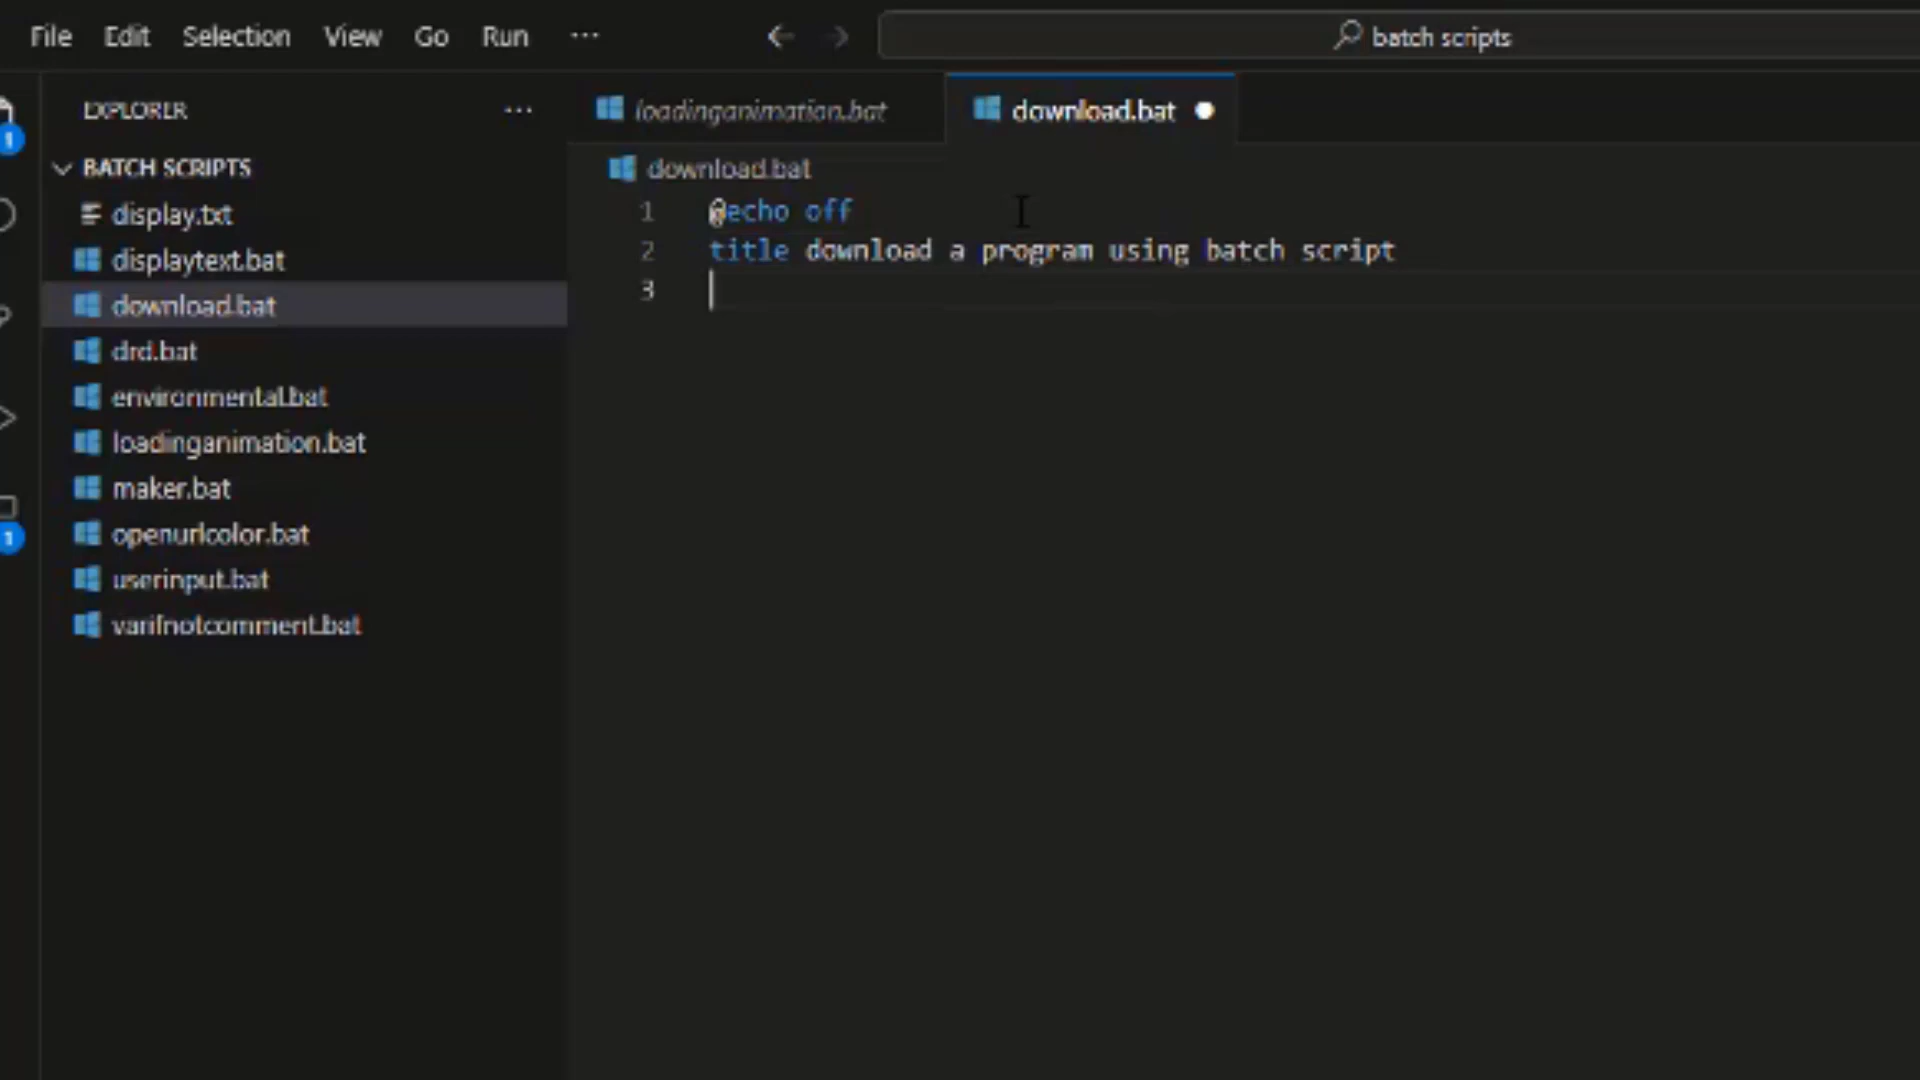 File Edit Selection View Go Run ··· batch scripts
EXPLORER ···
BATCH SCRIPTS
display.txt
displaytext.bat
download.bat
drd.bat
environmental.bat
loadinganimation.bat
maker.bat
openurlcolor.bat
userinput.bat
varifnotcomment.bat
1
1
loadinganimation.bat download.bat
download.bat
1 @echo off
2 title download a program using batch script
3